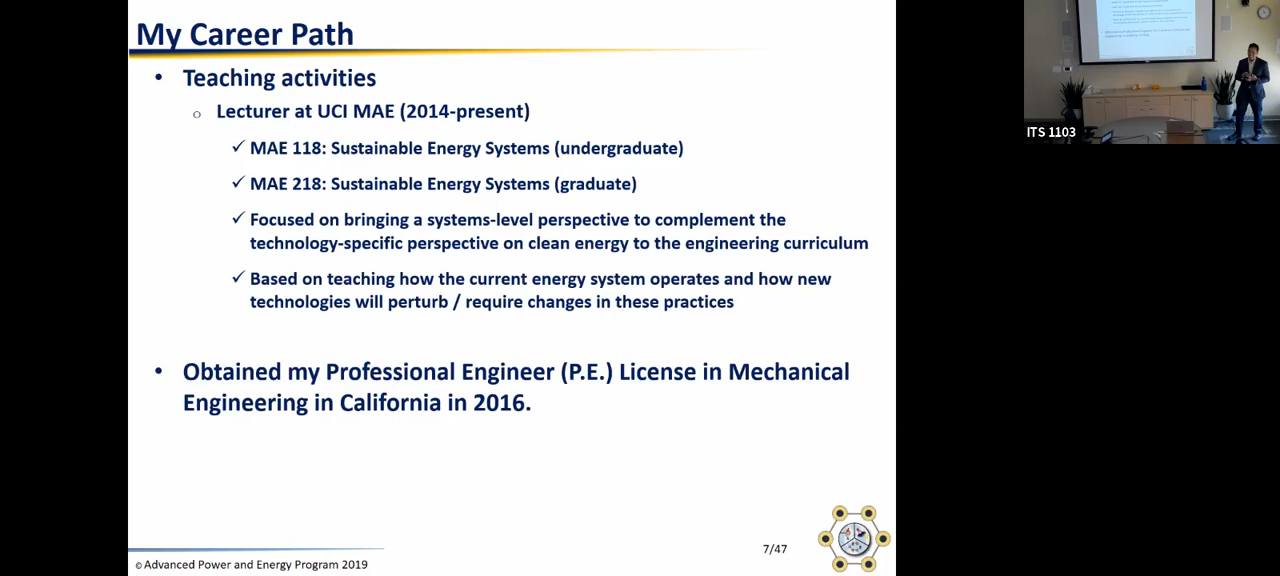 My Career Path
• Teaching activities
o Lecturer at UCI MAE (2014-present)
✓ MAE 118: Sustainable Energy Systems (undergraduate)
✓ MAE 218: Sustainable Energy Systems (graduate)
✓ Focused on bringing a systems-level perspective to complement the
technology-specific perspective on clean energy to the engineering curriculum
✓ Based on teaching how the current energy system operates and how new
technologies will perturb / require changes in these practices
• Obtained my Professional Engineer (P.E.) License in Mechanical
Engineering in California in 2016.
7/47
© Advanced Power and Energy Program 2019
ITS 1103